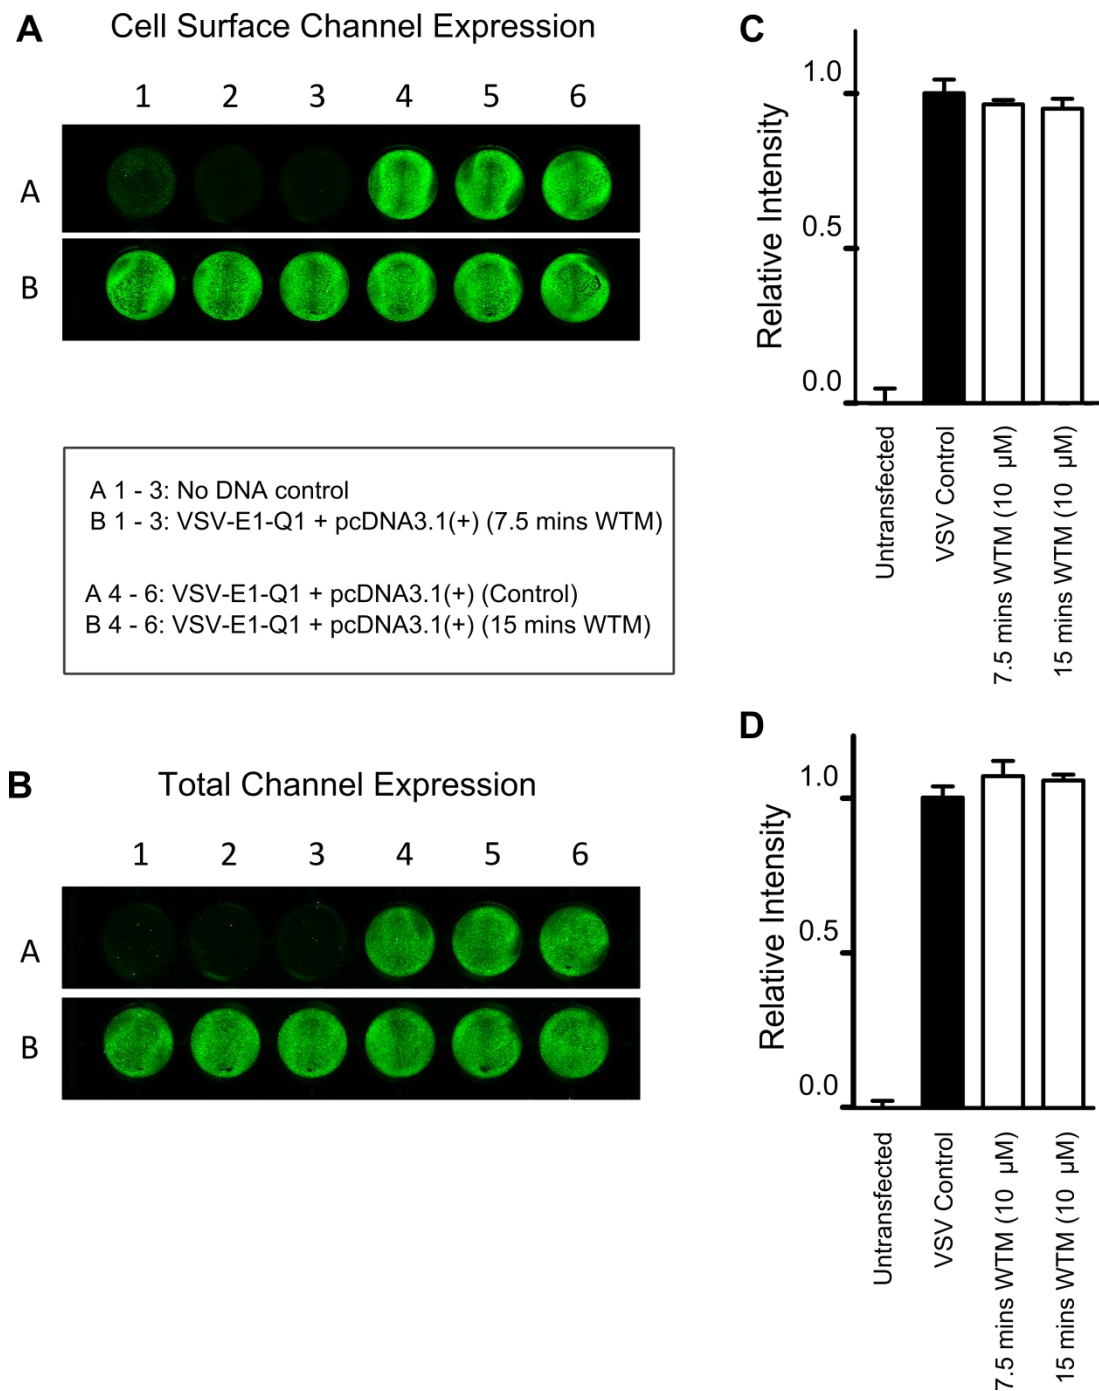 A Cell Surface Channel Expression
1 2 3 4 5 6
A
B
A 1 - 3: No DNA control
B 1 - 3: VSV-E1-Q1 + pcDNA3.1(+) (7.5 mins WTM)
A 4 - 6: VSV-E1-Q1 + pcDNA3.1(+) (Control)
B 4 - 6: VSV-E1-Q1 + pcDNA3.1(+) (15 mins WTM)
B Total Channel Expression
1 2 3 4 5 6
A
B
C
Relative Intensity
1.0
0.5
0.0
Untransfected
VSV Control
7.5 mins WTM (10 µM)
15 mins WTM (10 µM)
D
Relative Intensity
1.0
0.5
0.0
Untransfected
VSV Control
7.5 mins WTM (10 µM)
15 mins WTM (10 µM)